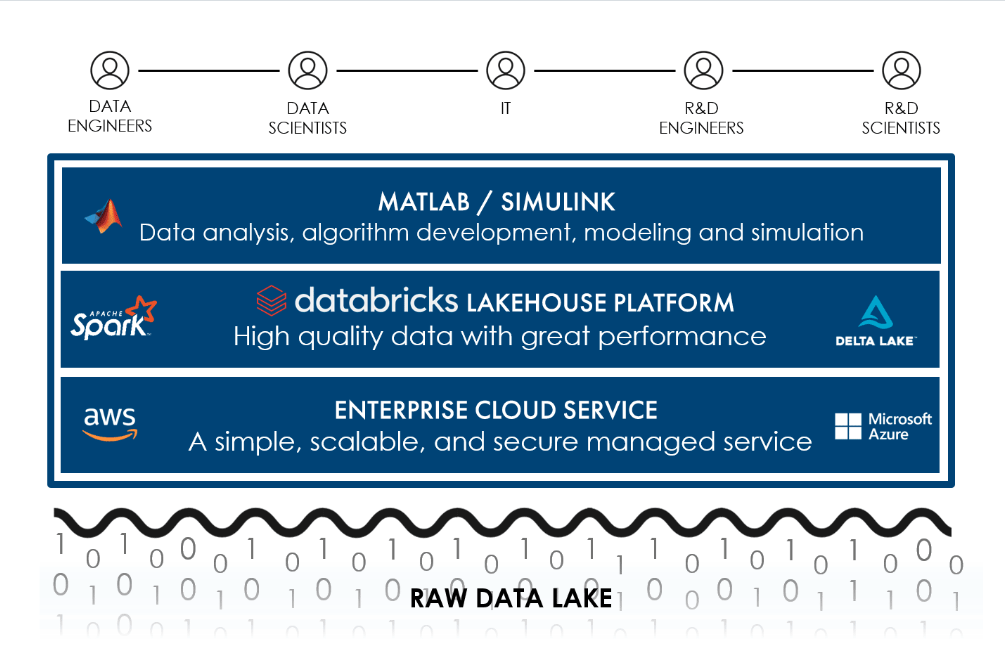 DATA
ENGINEERS
DATA
SCIENTISTS
IT
R&D
ENGINEERS
R&D
SCIENTISTS
MATLAB / SIMULINK
Data analysis, algorithm development, modeling and simulation
APACHE
Spark™
databricks LAKEHOUSE PLATFORM
High quality data with great performance
DELTA LAKE
aws
ENTERPRISE CLOUD SERVICE
A simple, scalable, and secure managed service
Microsoft
Azure
RAW DATA LAKE